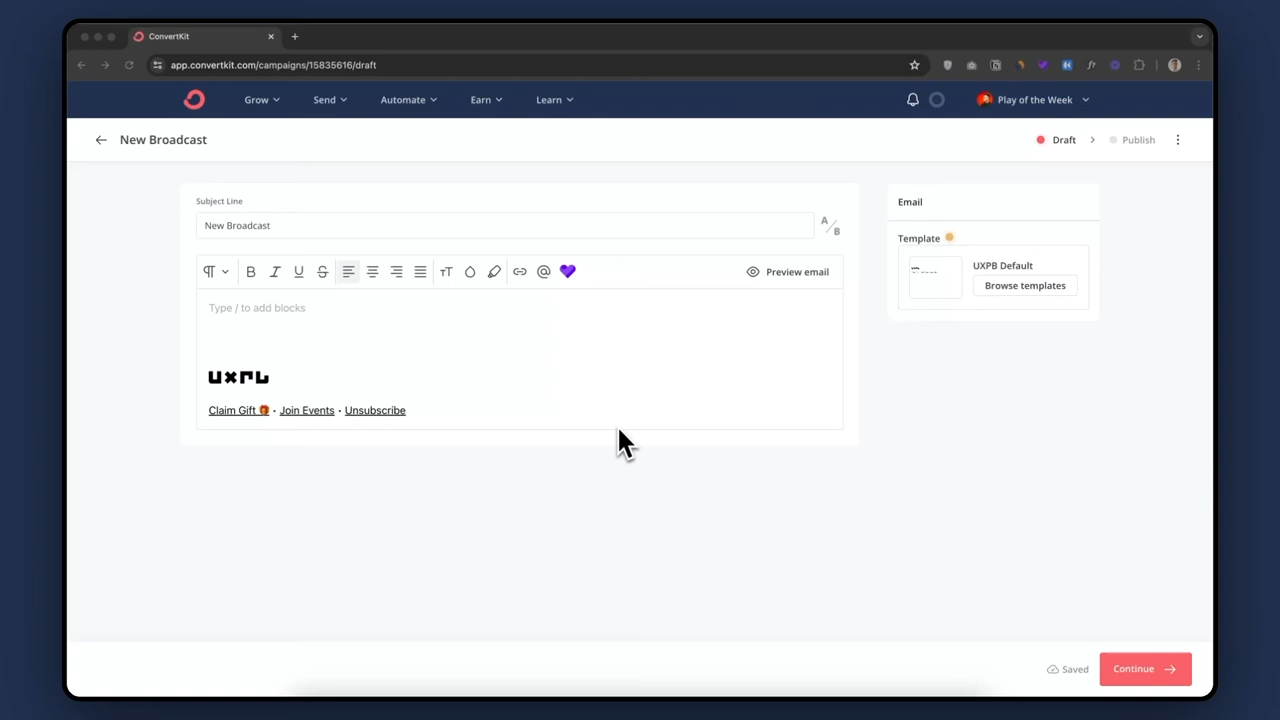 ConvertKit
app.convertkit.com/campaigns/15835616/draft
Grow Send Automate Earn Learn Play of the Week
New Broadcast Draft Publish
Subject Line
New Broadcast
A/B
Preview email
Type / to add blocks
Claim Gift 🎁 · Join Events · Unsubscribe
Email
Template
UXPB Default
Browse templates
Saved Continue